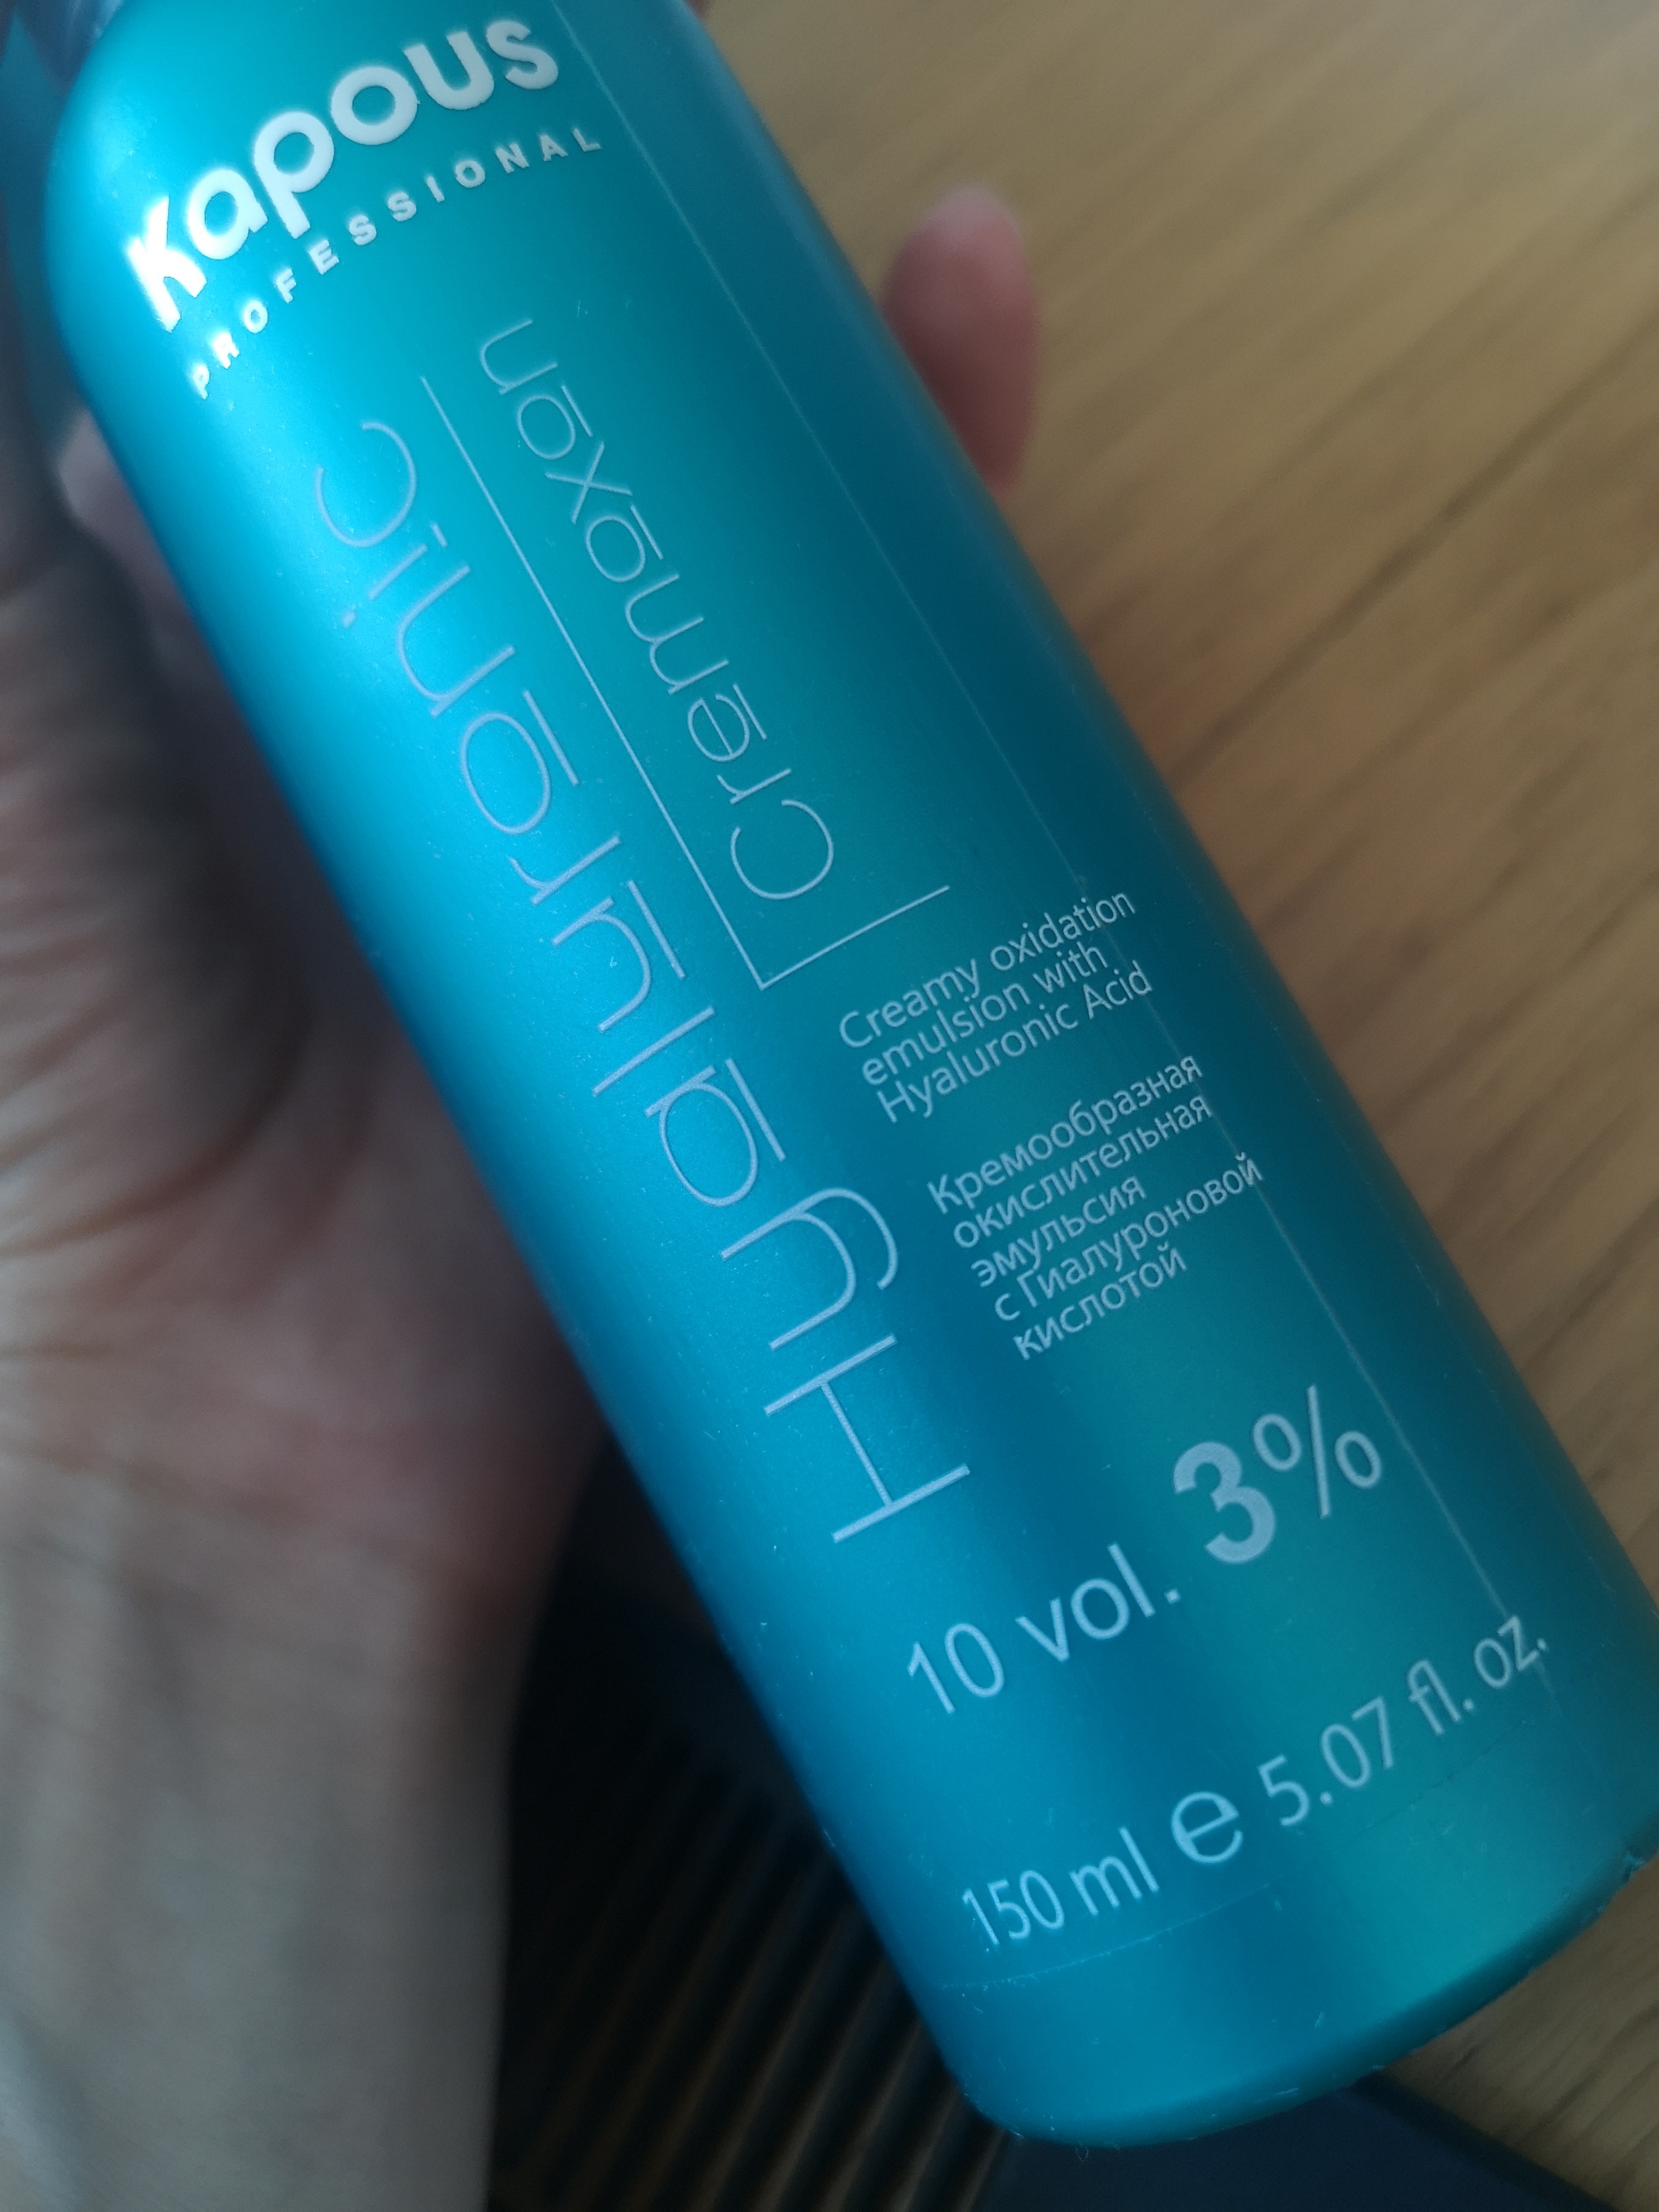 Kapous
PROFESSIONAL
Hyaluronic
Cremoxan
Creamy oxidation
emulsion with
Hyaluronic Acid
Кремообразная
окислительная
эмульсия
с Гиалуроновой
кислотой
10 vol. 3%
150 ml e 5.07 fl. oz.